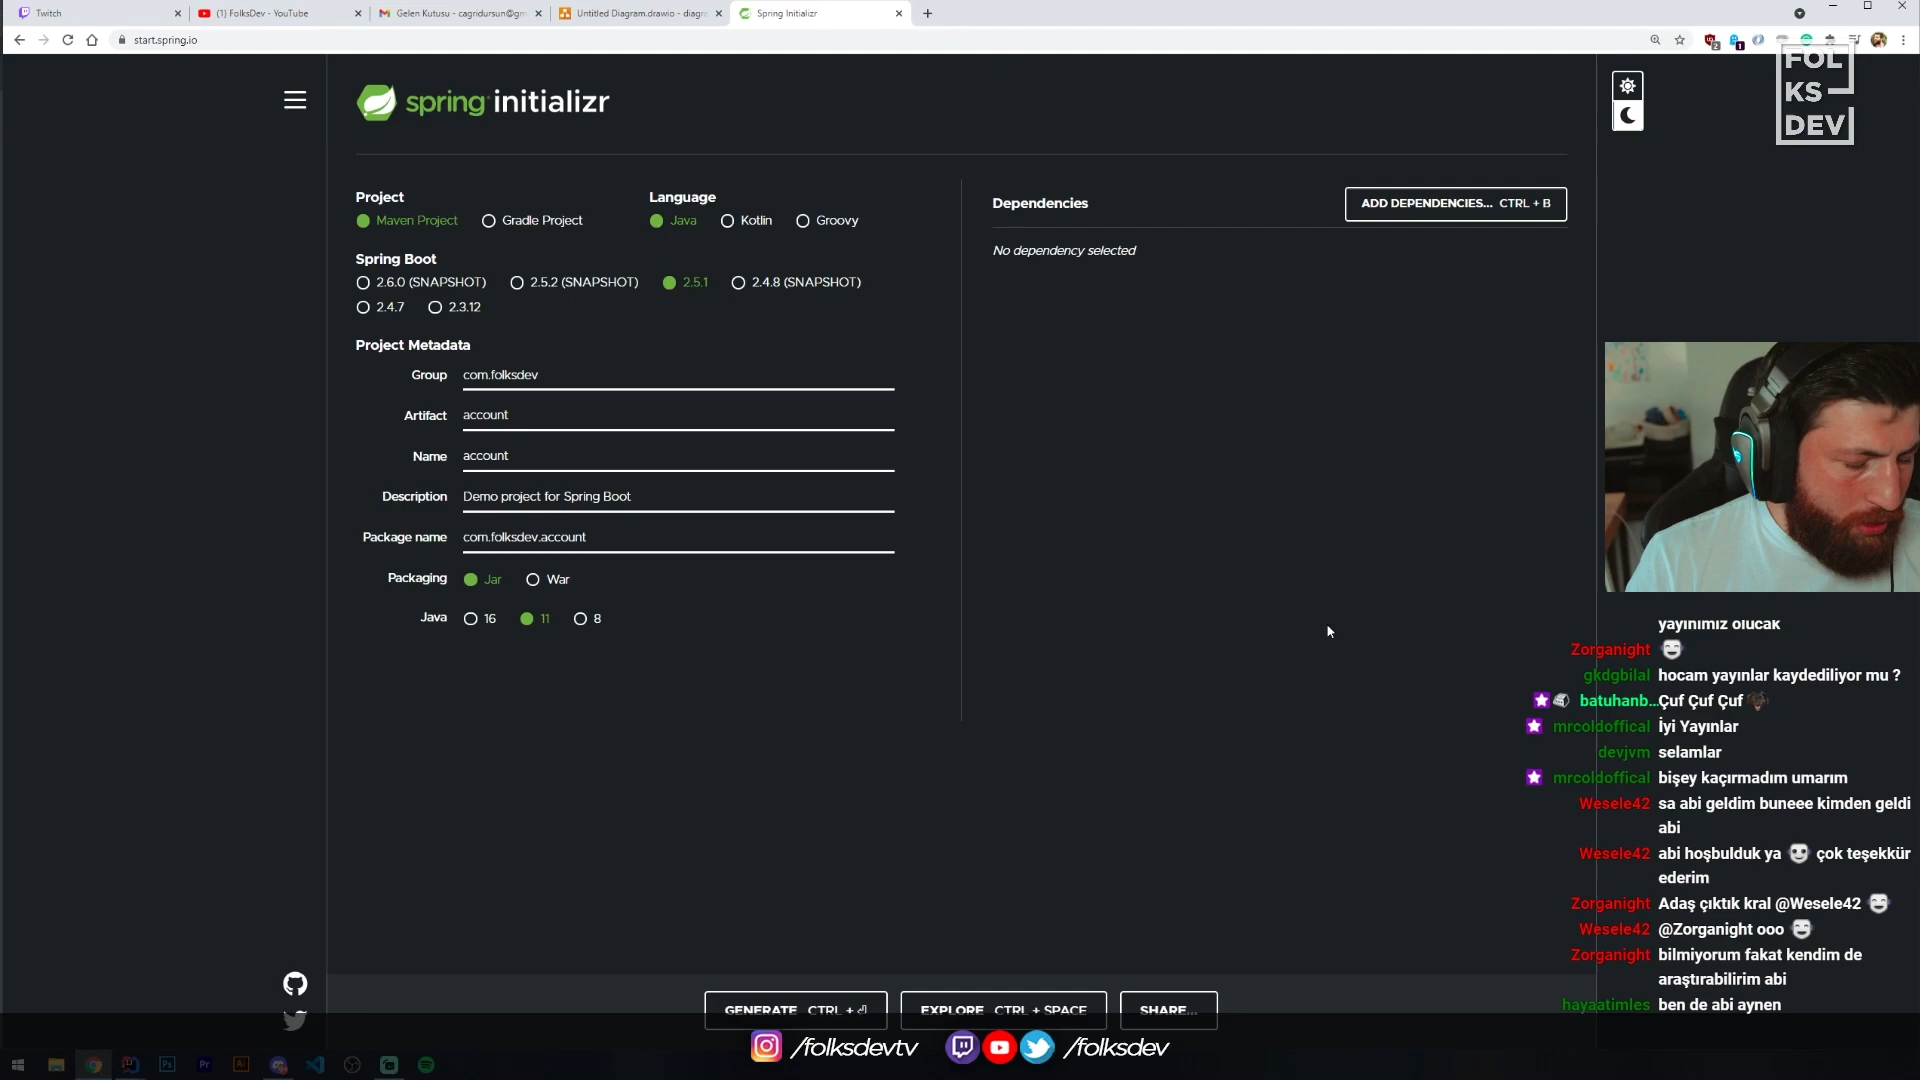 Twitch
(1) FolksDev - YouTube
Gelen Kutusu - cagridursun@gm
Untitled Diagram.drawio - diagra
Spring Initializr
start.spring.io
FOL
KS
DEV
spring initializr
Project
Maven Project
Gradle Project
Language
Java
Kotlin
Groovy
Spring Boot
2.6.0 (SNAPSHOT)
2.5.2 (SNAPSHOT)
2.5.1
2.4.8 (SNAPSHOT)
2.4.7
2.3.12
Project Metadata
Group com.folksdev
Artifact account
Name account
Description Demo project for Spring Boot
Package name com.folksdev.account
Packaging Jar War
Java 16 11 8
Dependencies
ADD DEPENDENCIES... CTRL + B
No dependency selected
GENERATE CTRL + ⏎
EXPLORE CTRL + SPACE
SHARE...
yayınımız olucak
Zorganight
gkdgbilal hocam yayınlar kaydediliyor mu ?
batuhanb... Çuf Çuf Çuf
mrcoldoffical İyi Yayınlar
devjvm selamlar
mrcoldoffical bişey kaçırmadım umarım
Wesele42 sa abi geldim buneee kimden geldi
abi
Wesele42 abi hoşbulduk ya çok teşekkür
ederim
Zorganight Adaş çıktık kral @Wesele42
Wesele42 @Zorganight ooo
Zorganight bilmiyorum fakat kendim de
araştırabilirim abi
hayaatimles ben de abi aynen
/folksdevtv
/folksdev